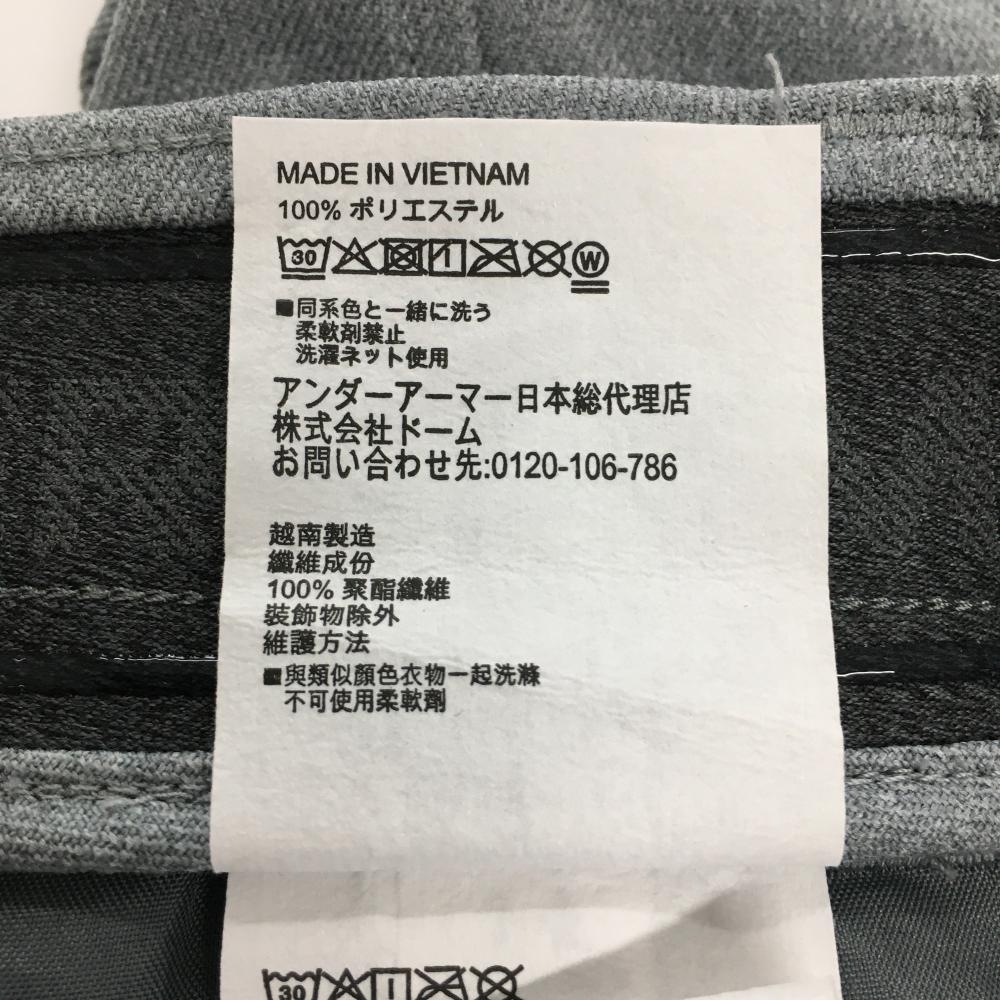 MADE IN VIETNAM
100% ポリエステル
30 W
■同系色と一緒に洗う
柔軟剤禁止
洗濯ネット使用
アンダーアーマー日本総代理店
株式会社ドーム
お問い合わせ先:0120-106-786
越南製造
纖維成份
100% 聚酯纖維
裝飾物除外
維護方法
■與類似顏色衣物一起洗滌
不可使用柔軟劑
30